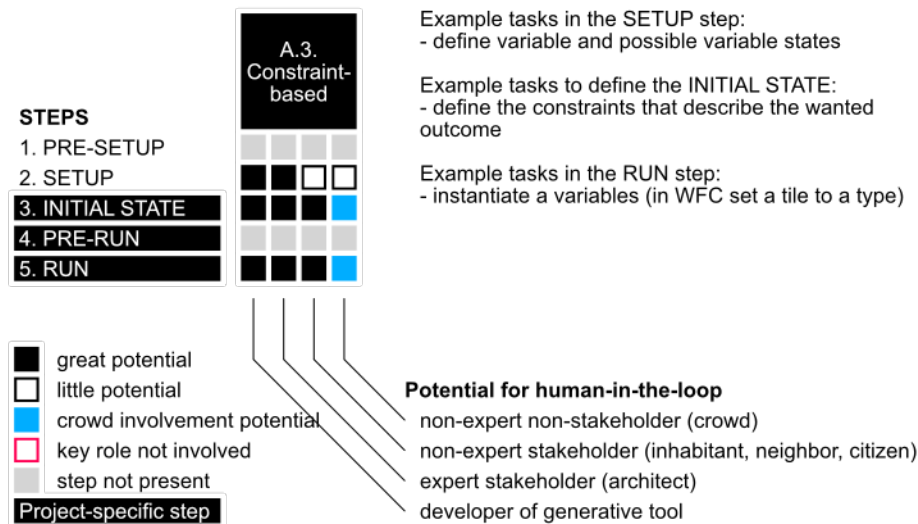 A.3.
Constraint-
based
STEPS
1. PRE-SETUP
2. SETUP
3. INITIAL STATE
4. PRE-RUN
5. RUN
Example tasks in the SETUP step:
- define variable and possible variable states
Example tasks to define the INITIAL STATE:
- define the constraints that describe the wanted
outcome
Example tasks in the RUN step:
- instantiate a variables (in WFC set a tile to a type)
great potential
little potential
crowd involvement potential
key role not involved
step not present
Project-specific step
Potential for human-in-the-loop
non-expert non-stakeholder (crowd)
non-expert stakeholder (inhabitant, neighbor, citizen)
expert stakeholder (architect)
developer of generative tool